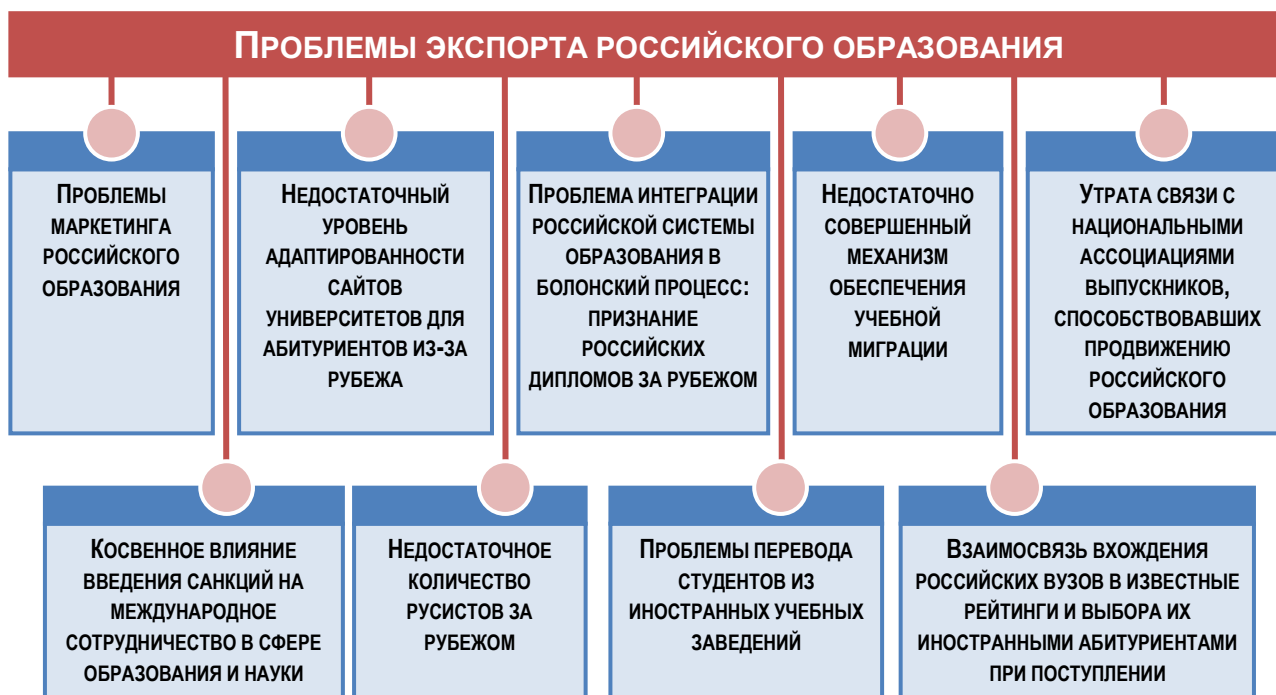 ПРОБЛЕМЫ ЭКСПОРТА РОССИЙСКОГО ОБРАЗОВАНИЯ
ПРОБЛЕМЫ
МАРКЕТИНГА
РОССИЙСКОГО
ОБРАЗОВАНИЯ
НЕДОСТАТОЧНЫЙ
УРОВЕНЬ
АДАПТИРОВАННОСТИ
САЙТОВ
УНИВЕРСИТЕТОВ ДЛЯ
АБИТУРИЕНТОВ ИЗ-ЗА
РУБЕЖА
ПРОБЛЕМА ИНТЕГРАЦИИ
РОССИЙСКОЙ СИСТЕМЫ
ОБРАЗОВАНИЯ В
БОЛОНСКИЙ ПРОЦЕСС:
ПРИЗНАНИЕ
РОССИЙСКИХ
ДИПЛОМОВ ЗА РУБЕЖОМ
НЕДОСТАТОЧНО
СОВЕРШЕННЫЙ
МЕХАНИЗМ
ОБЕСПЕЧЕНИЯ
УЧЕБНОЙ
МИГРАЦИИ
УТРАТА СВЯЗИ С
НАЦИОНАЛЬНЫМИ
АССОЦИАЦИЯМИ
ВЫПУСКНИКОВ,
СПОСОБСТВОВАВШИХ
ПРОДВИЖЕНИЮ
РОССИЙСКОГО
ОБРАЗОВАНИЯ
КОСВЕННОЕ ВЛИЯНИЕ
ВВЕДЕНИЯ САНКЦИЙ НА
МЕЖДУНАРОДНОЕ
СОТРУДНИЧЕСТВО В СФЕРЕ
ОБРАЗОВАНИЯ И НАУКИ
НЕДОСТАТОЧНОЕ
КОЛИЧЕСТВО
РУСИСТОВ ЗА
РУБЕЖОМ
ПРОБЛЕМЫ ПЕРЕВОДА
СТУДЕНТОВ ИЗ
ИНОСТРАННЫХ УЧЕБНЫХ
ЗАВЕДЕНИЙ
ВЗАИМОСВЯЗЬ ВХОЖДЕНИЯ
РОССИЙСКИХ ВУЗОВ В ИЗВЕСТНЫЕ
РЕЙТИНГИ И ВЫБОРА ИХ
ИНОСТРАННЫМИ АБИТУРИЕНТАМИ
ПРИ ПОСТУПЛЕНИИ